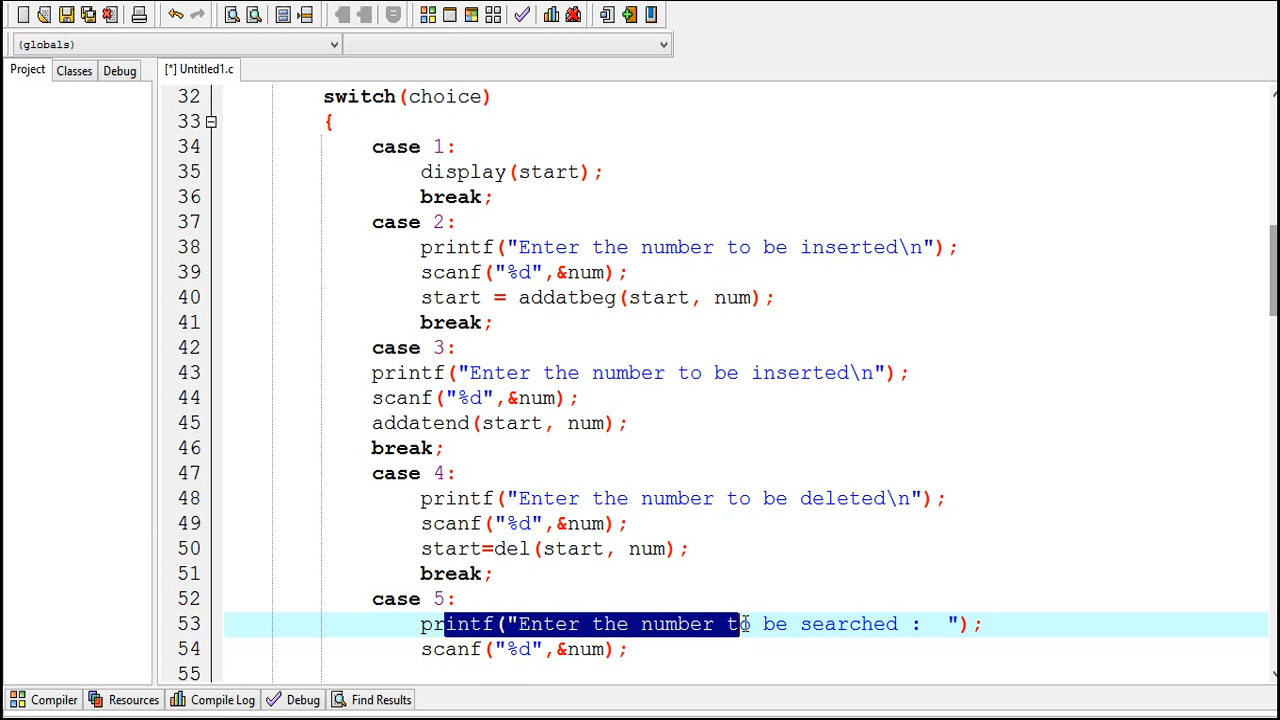 (globals)
Project Classes Debug [*] Untitled1.c
32 switch(choice)
33 {
34 case 1:
35 display(start);
36 break;
37 case 2:
38 printf("Enter the number to be inserted\n");
39 scanf("%d",&num);
40 start = addatbeg(start, num);
41 break;
42 case 3:
43 printf("Enter the number to be inserted\n");
44 scanf("%d",&num);
45 addatend(start, num);
46 break;
47 case 4:
48 printf("Enter the number to be deleted\n");
49 scanf("%d",&num);
50 start=del(start, num);
51 break;
52 case 5:
53 printf("Enter the number to be searched :  ");
54 scanf("%d",&num);
55
Compiler Resources Compile Log Debug Find Results